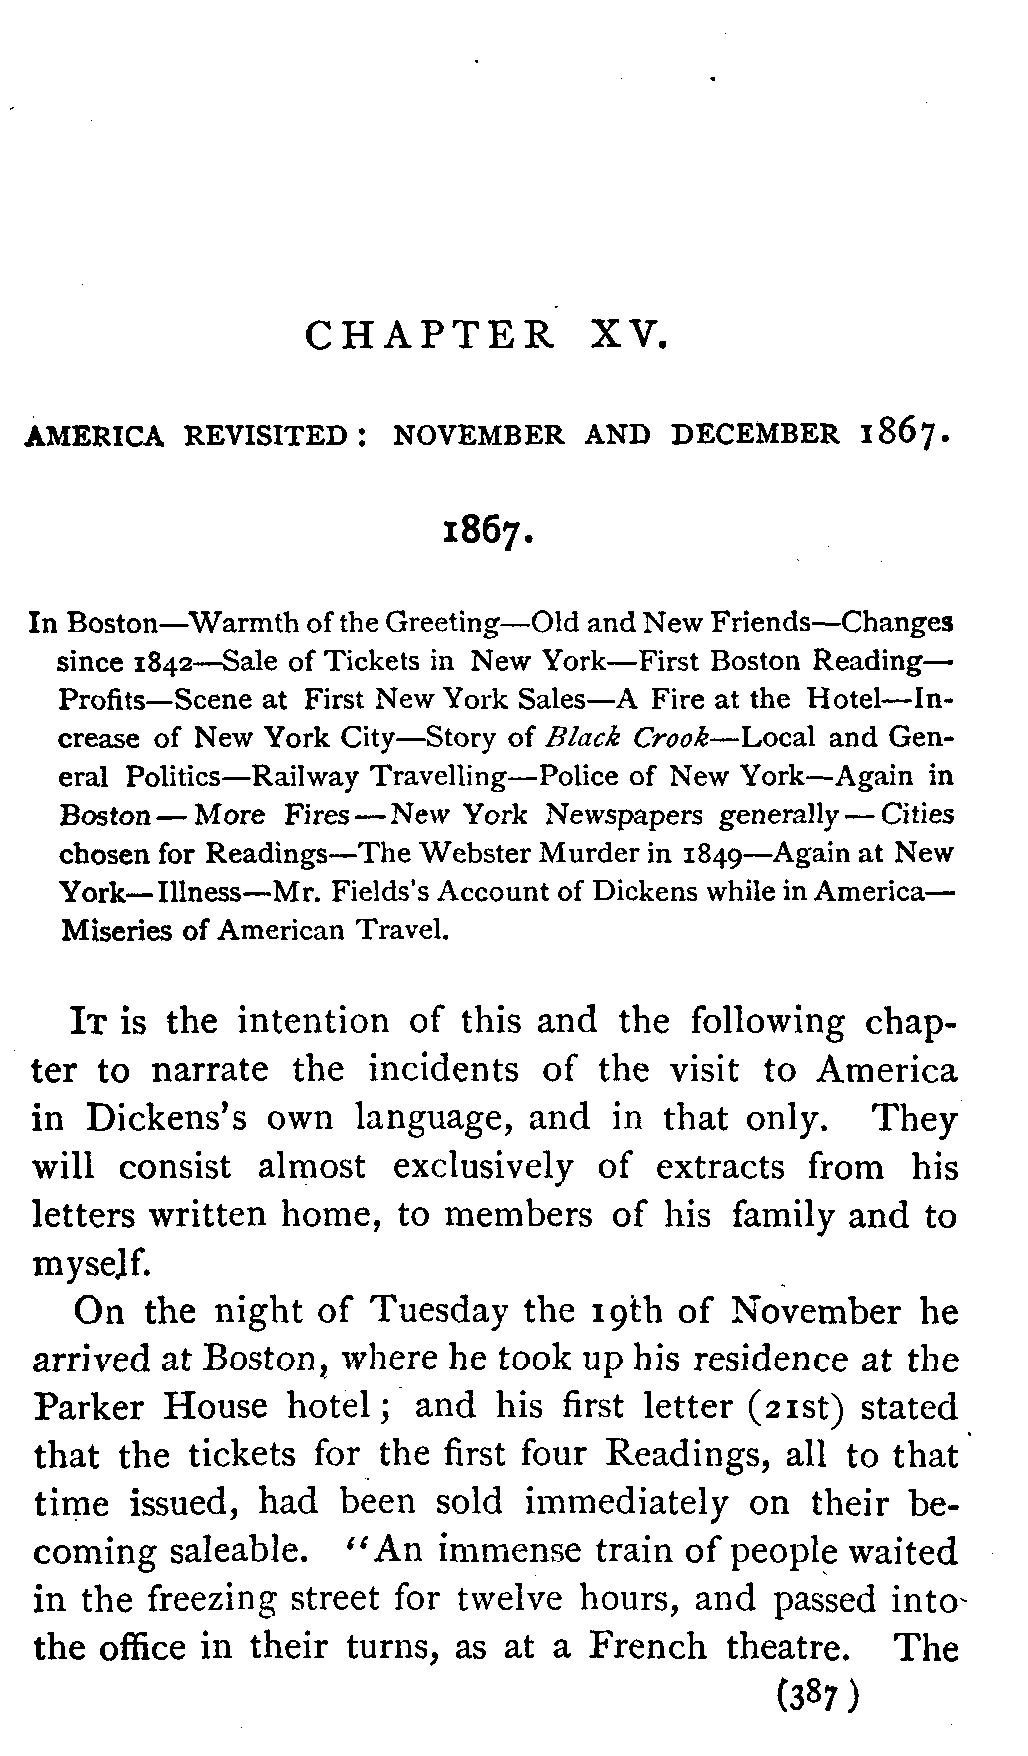 CHAPTER XV.
AMERICA REVISITED: NOVEMBER AND DECEMBER 1867.
1867.
In Boston—Warmth of the Greeting—Old and New Friends—Changes
since 1842—Sale of Tickets in New York—First Boston Reading—
Profits—Scene at First New York Sales—A Fire at the Hotel—In-
crease of New York City—Story of Black Crook—Local and Gen-
eral Politics—Railway Travelling—Police of New York—Again in
Boston—More Fires—New York Newspapers generally—Cities
chosen for Readings—The Webster Murder in 1849—Again at New
York—Illness—Mr. Fields's Account of Dickens while in America—
Miseries of American Travel.
IT is the intention of this and the following chap-
ter to narrate the incidents of the visit to America
in Dickens's own language, and in that only. They
will consist almost exclusively of extracts from his
letters written home, to members of his family and to
myself.
On the night of Tuesday the 19th of November he
arrived at Boston, where he took up his residence at the
Parker House hotel; and his first letter (21st) stated
that the tickets for the first four Readings, all to that
time issued, had been sold immediately on their be-
coming saleable. "An immense train of people waited
in the freezing street for twelve hours, and passed into
the office in their turns, as at a French theatre. The
(387)